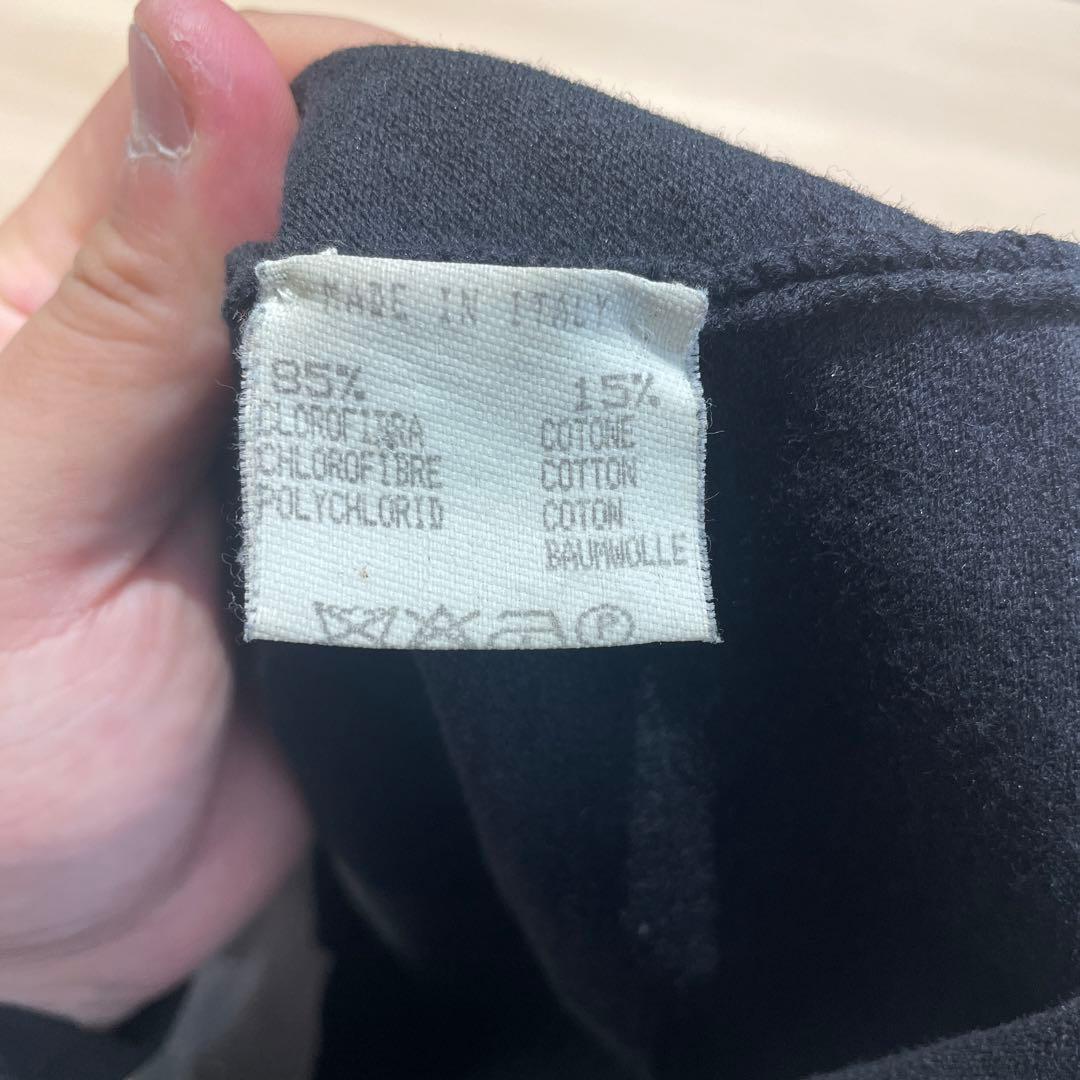 MADE IN ITALY
85% 15%
CLOROFIBRA COTONE
CHLOROFIBRE COTTON
POLYCHLORID COTON
BAUMWOLLE
P